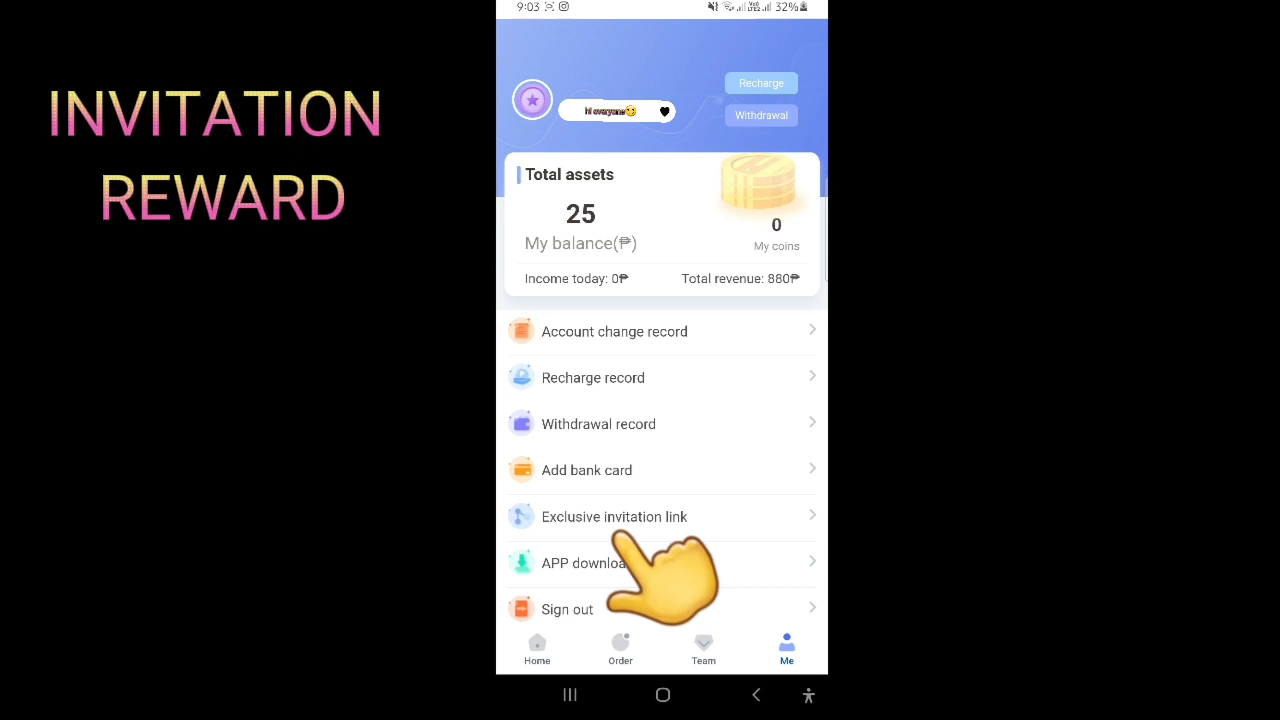 INVITATION
REWARD
9:03
32%
Recharge
hi everyone😉
Withdrawal
Total assets
25
0
My balance(₱)
My coins
Income today: 0₱
Total revenue: 880₱
Account change record
Recharge record
Withdrawal record
Add bank card
Exclusive invitation link
APP downloa
Sign out
Home
Order
Team
Me